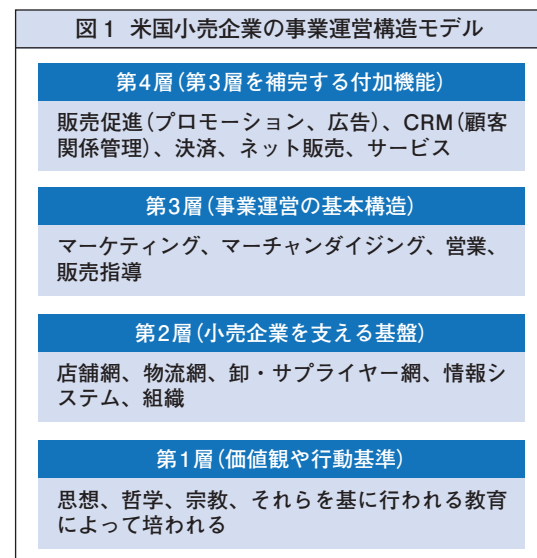 図1 米国小売企業の事業運営構造モデル
第4層(第3層を補完する付加機能)
販売促進(プロモーション、広告)、CRM(顧客
関係管理)、決済、ネット販売、サービス
第3層(事業運営の基本構造)
マーケティング、マーチャンダイジング、営業、
販売指導
第2層(小売企業を支える基盤)
店舗網、物流網、卸・サプライヤー網、情報シ
ステム、組織
第1層(価値観や行動基準)
思想、哲学、宗教、それらを基に行われる教育
によって培われる